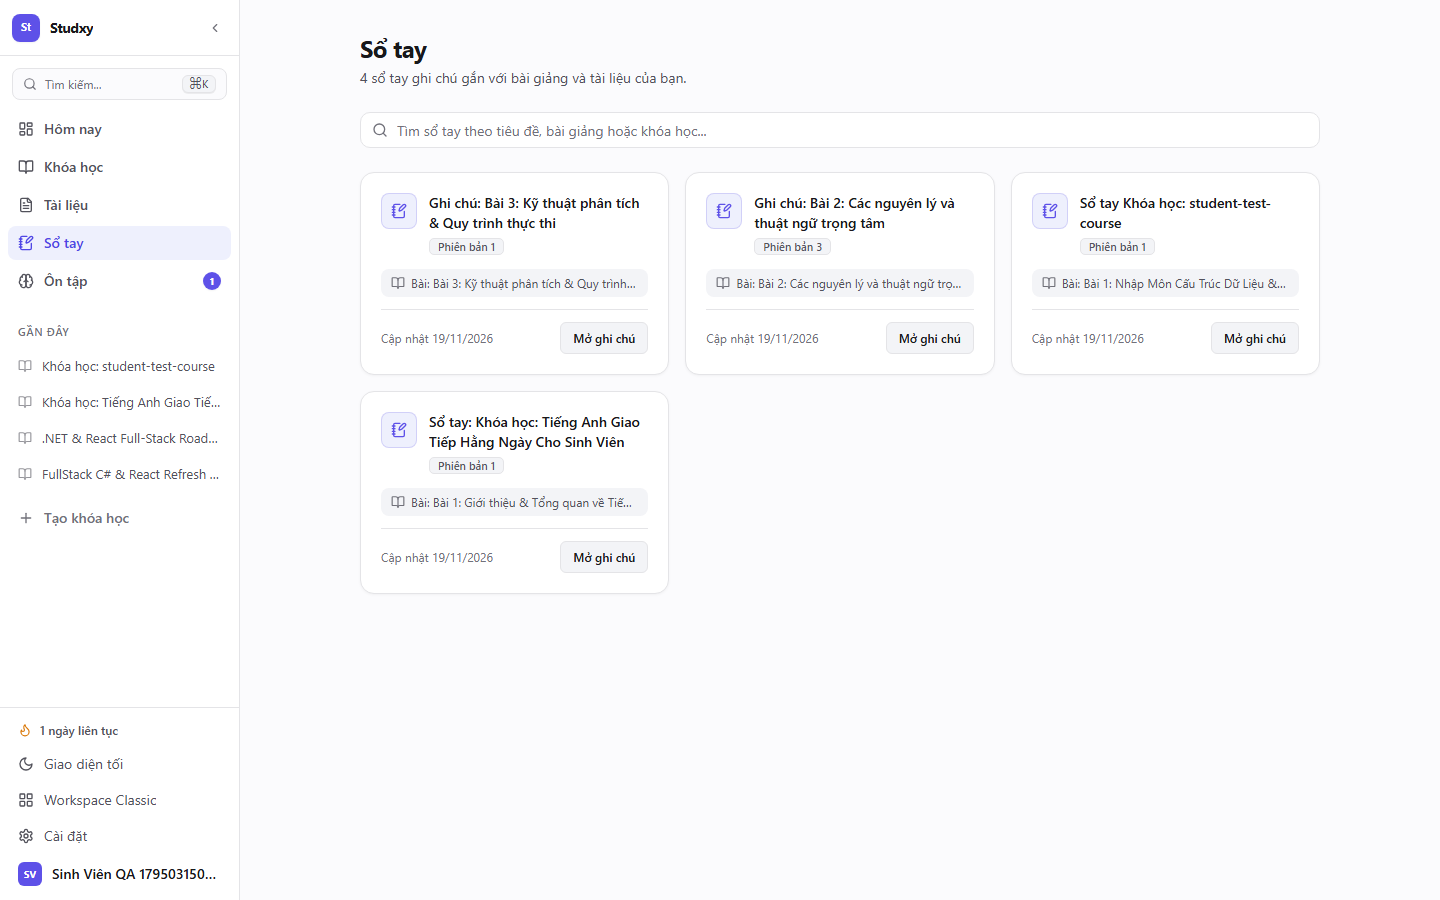 St
Studxy
Tìm kiếm...
⌘K
Hôm nay
Khóa học
Tài liệu
Sổ tay
Ôn tập
1
GẦN ĐÂY
Khóa học: student-test-course
Khóa học: Tiếng Anh Giao Tiế...
.NET & React Full-Stack Road...
FullStack C# & React Refresh ...
Tạo khóa học
1 ngày liên tục
Giao diện tối
Workspace Classic
Cài đặt
SV
Sinh Viên QA 179503150...
Sổ tay
4 sổ tay ghi chú gắn với bài giảng và tài liệu của bạn.
Tìm sổ tay theo tiêu đề, bài giảng hoặc khóa học...
Ghi chú: Bài 3: Kỹ thuật phân tích
& Quy trình thực thi
Phiên bản 1
Bài: Bài 3: Kỹ thuật phân tích & Quy trình...
Cập nhật 19/11/2026
Mở ghi chú
Ghi chú: Bài 2: Các nguyên lý và
thuật ngữ trọng tâm
Phiên bản 3
Bài: Bài 2: Các nguyên lý và thuật ngữ trọ...
Cập nhật 19/11/2026
Mở ghi chú
Sổ tay Khóa học: student-test-
course
Phiên bản 1
Bài: Bài 1: Nhập Môn Cấu Trúc Dữ Liệu &...
Cập nhật 19/11/2026
Mở ghi chú
Sổ tay: Khóa học: Tiếng Anh Giao
Tiếp Hằng Ngày Cho Sinh Viên
Phiên bản 1
Bài: Bài 1: Giới thiệu & Tổng quan về Tiế...
Cập nhật 19/11/2026
Mở ghi chú